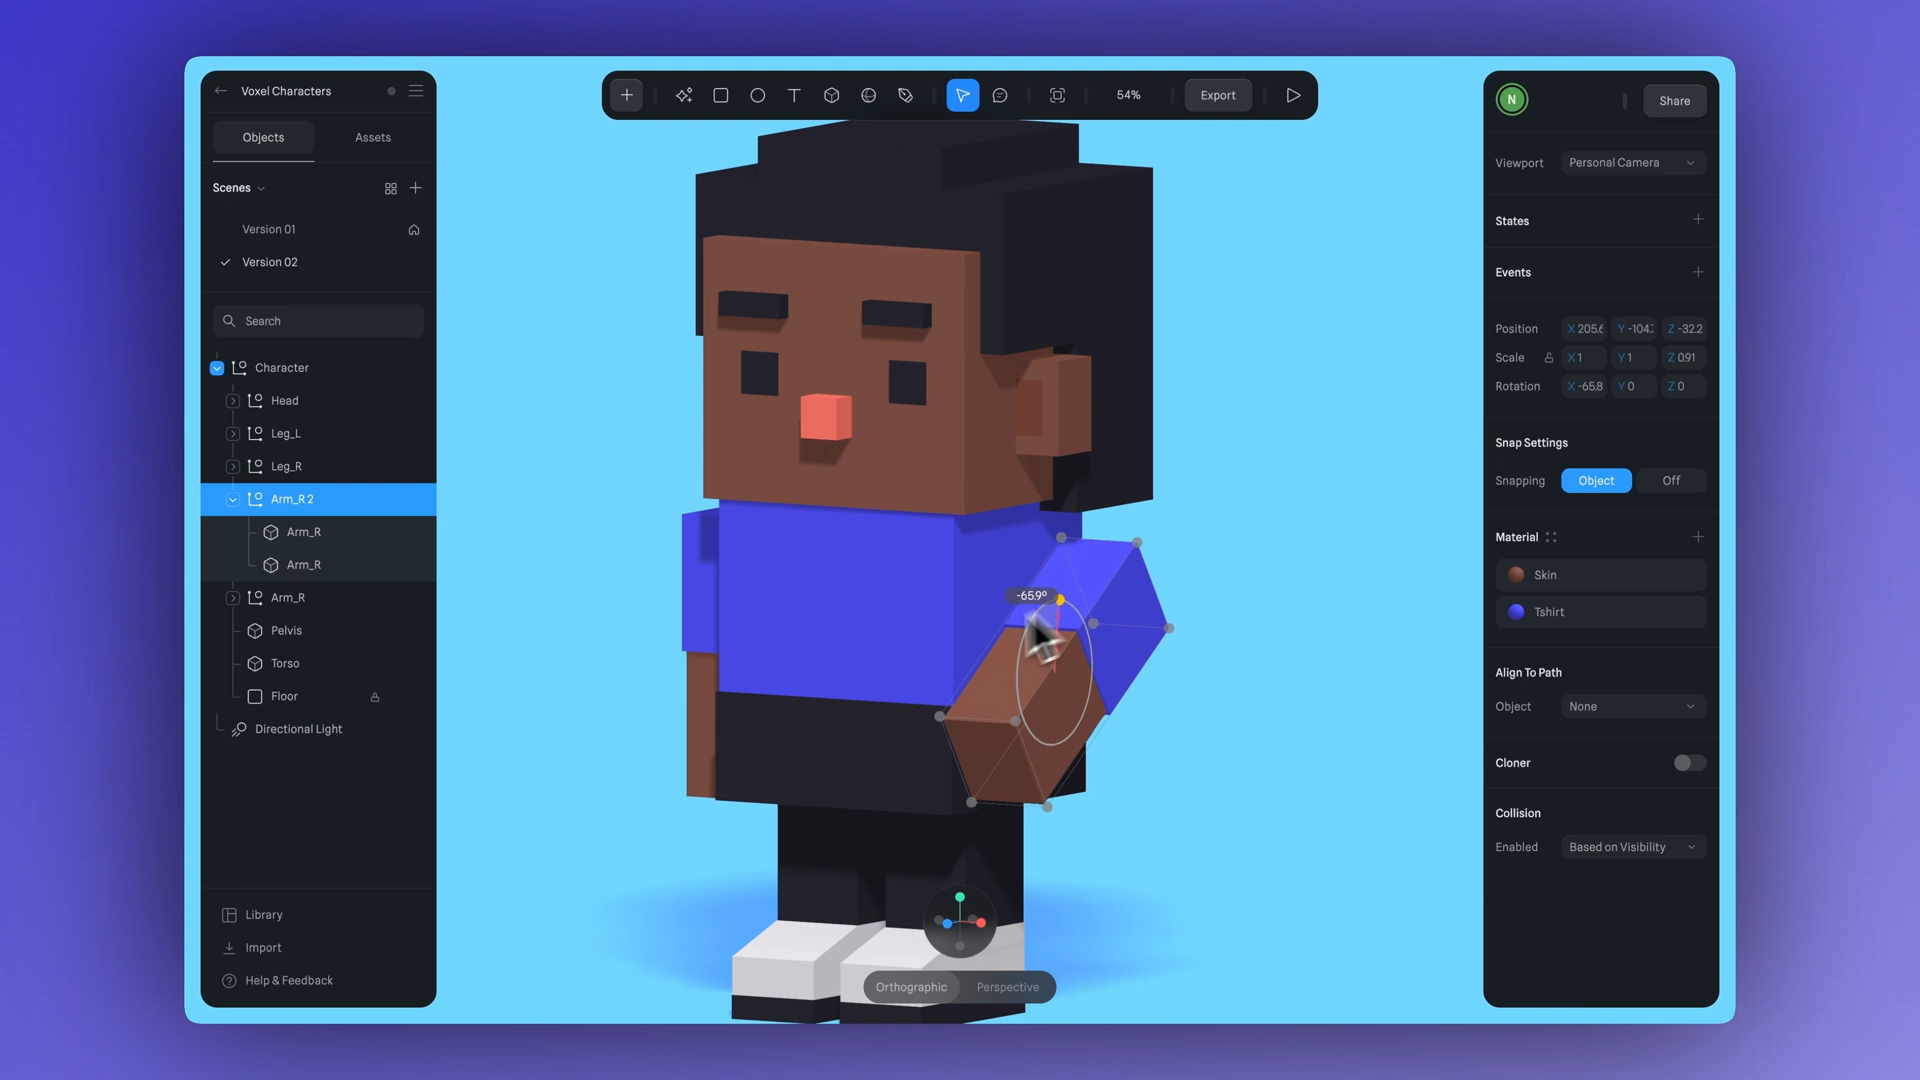 Voxel Characters
Objects
Assets
Scenes
Version 01
Version 02
Search
Character
Head
Leg_L
Leg_R
Arm_R 2
Arm_R
Arm_R
Arm_R
Pelvis
Torso
Floor
Directional Light
Library
Import
Help & Feedback
T
54%
Export
-65.9°
Orthographic
Perspective
N
Share
Viewport
Personal Camera
States
Events
Position X 205.6 Y -104. Z -32.2
Scale X 1 Y 1 Z 0.91
Rotation X -65.8 Y 0 Z 0
Snap Settings
Snapping Object Off
Material
Skin
Tshirt
Align To Path
Object None
Cloner
Collision
Enabled Based on Visibility